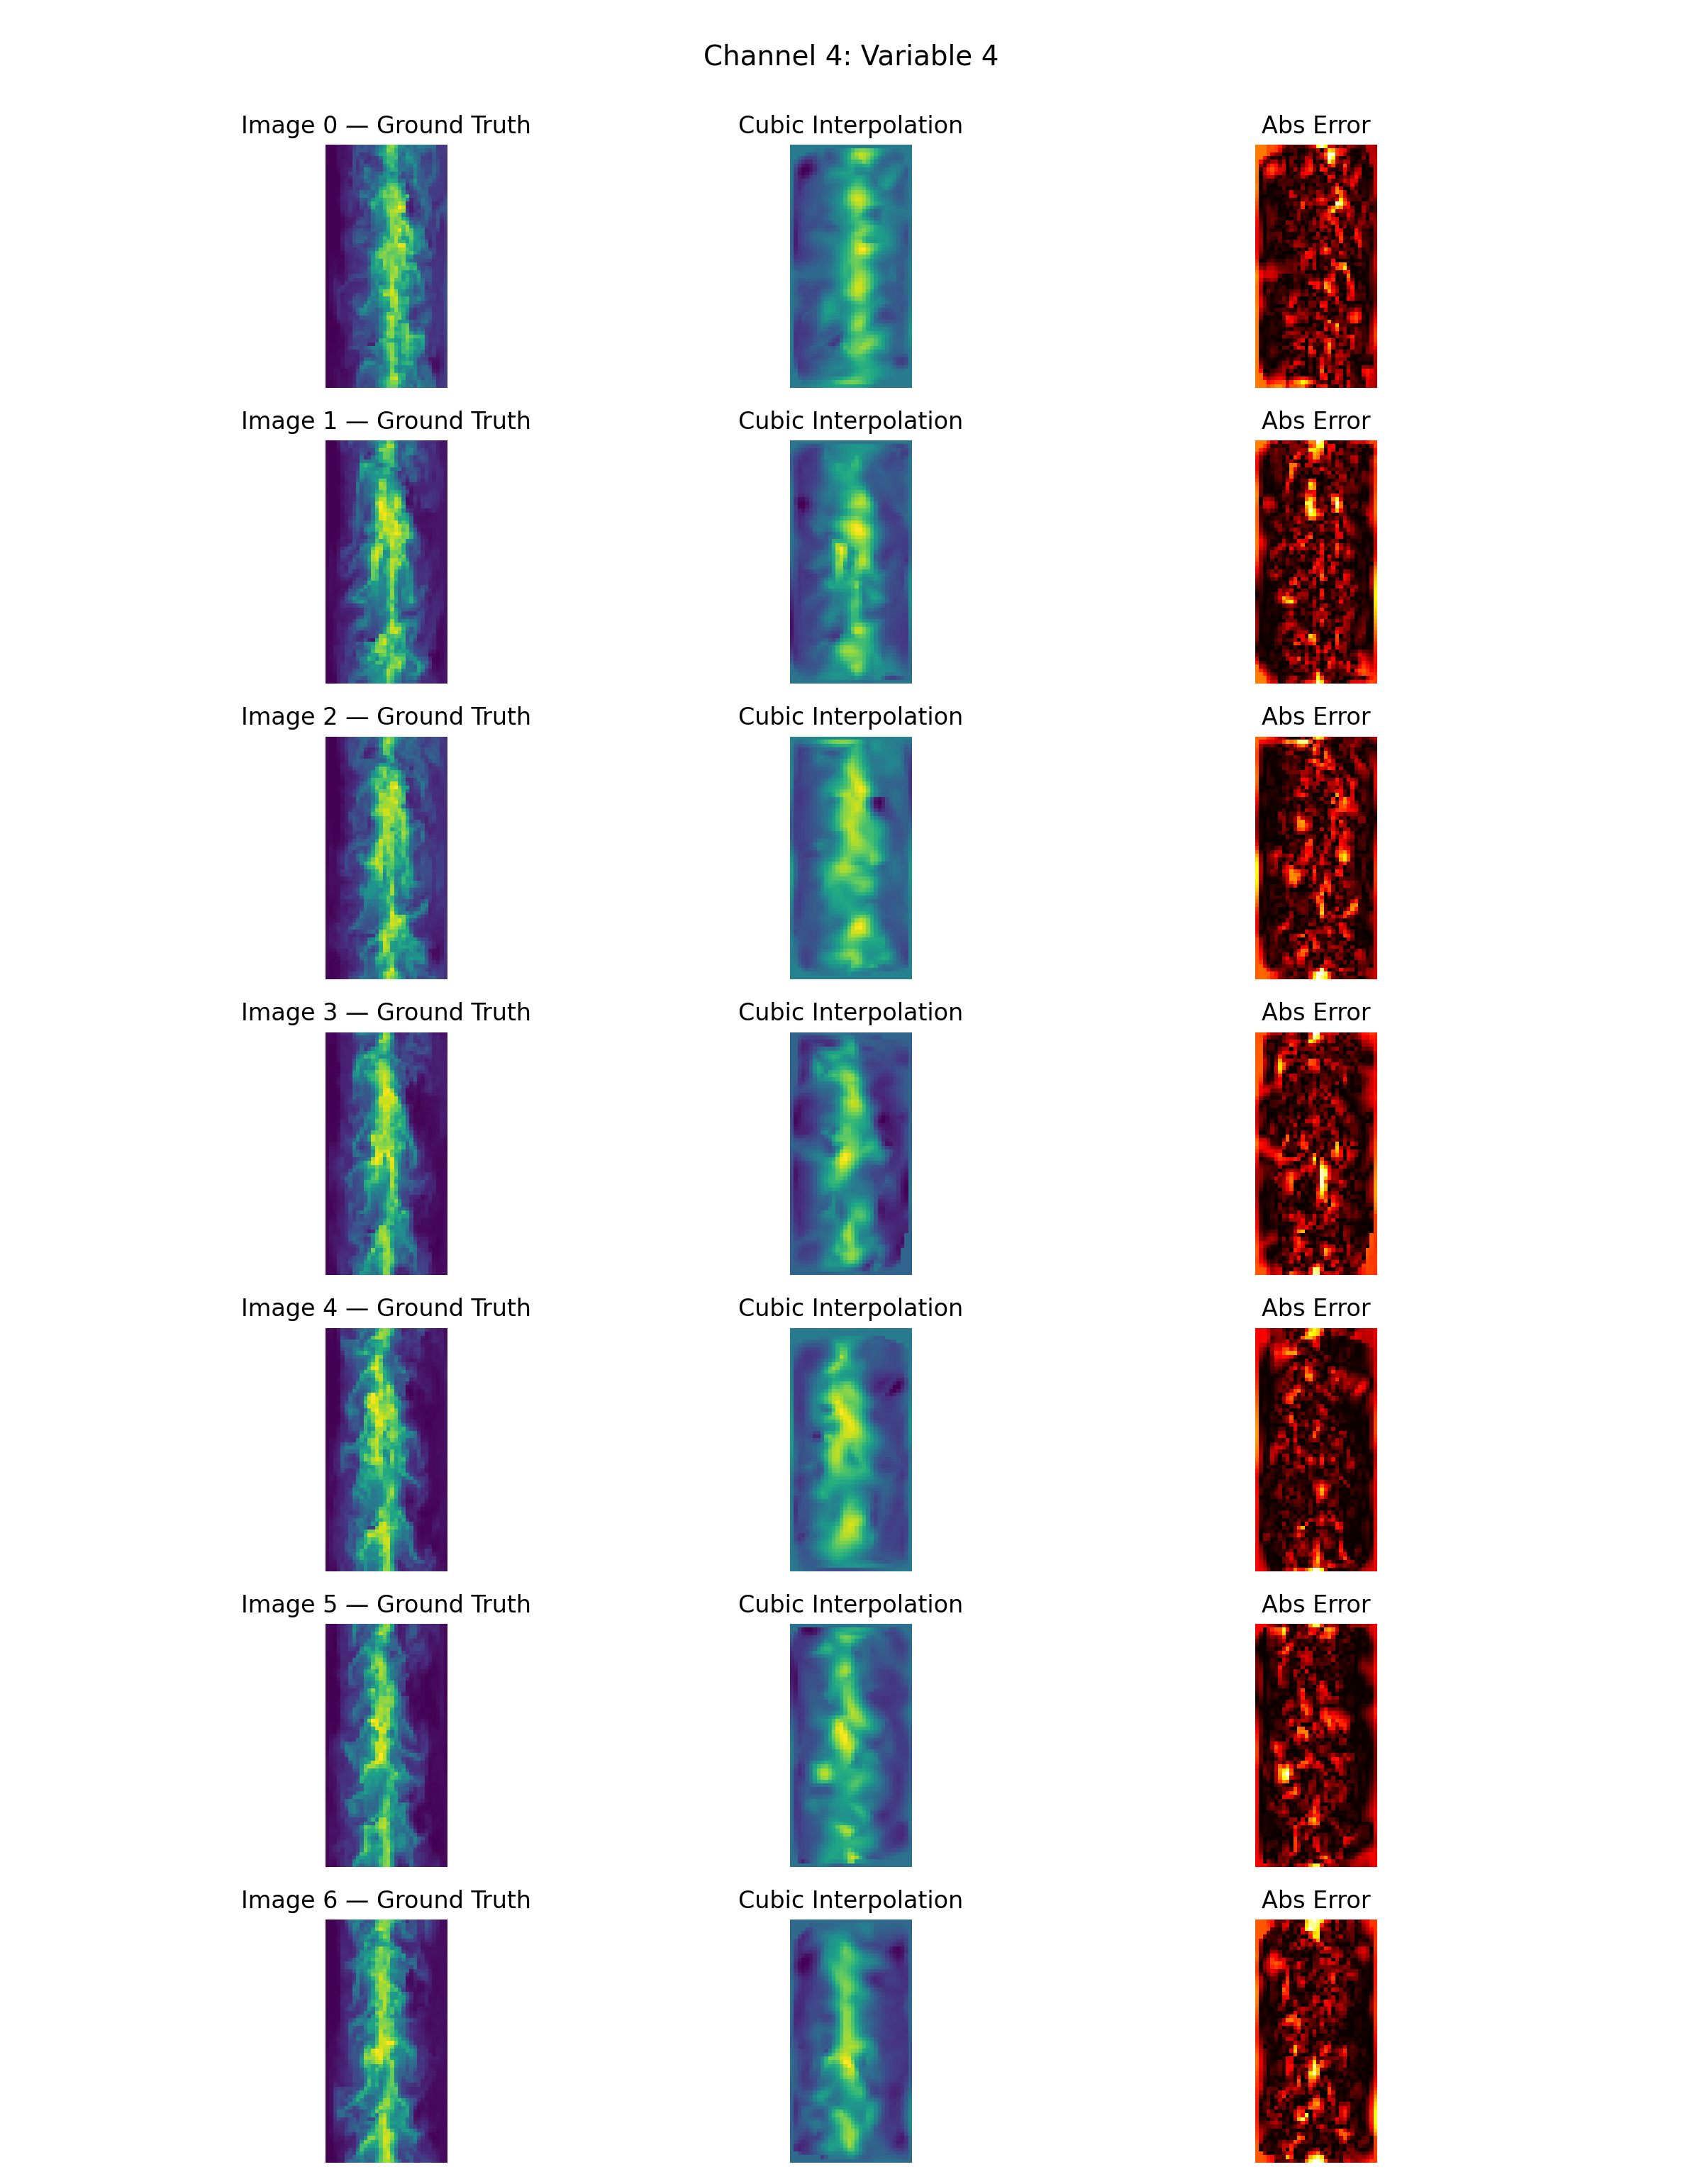 Channel 4: Variable 4
Image 0 — Ground Truth
Cubic Interpolation
Abs Error
Image 1 — Ground Truth
Cubic Interpolation
Abs Error
Image 2 — Ground Truth
Cubic Interpolation
Abs Error
Image 3 — Ground Truth
Cubic Interpolation
Abs Error
Image 4 — Ground Truth
Cubic Interpolation
Abs Error
Image 5 — Ground Truth
Cubic Interpolation
Abs Error
Image 6 — Ground Truth
Cubic Interpolation
Abs Error